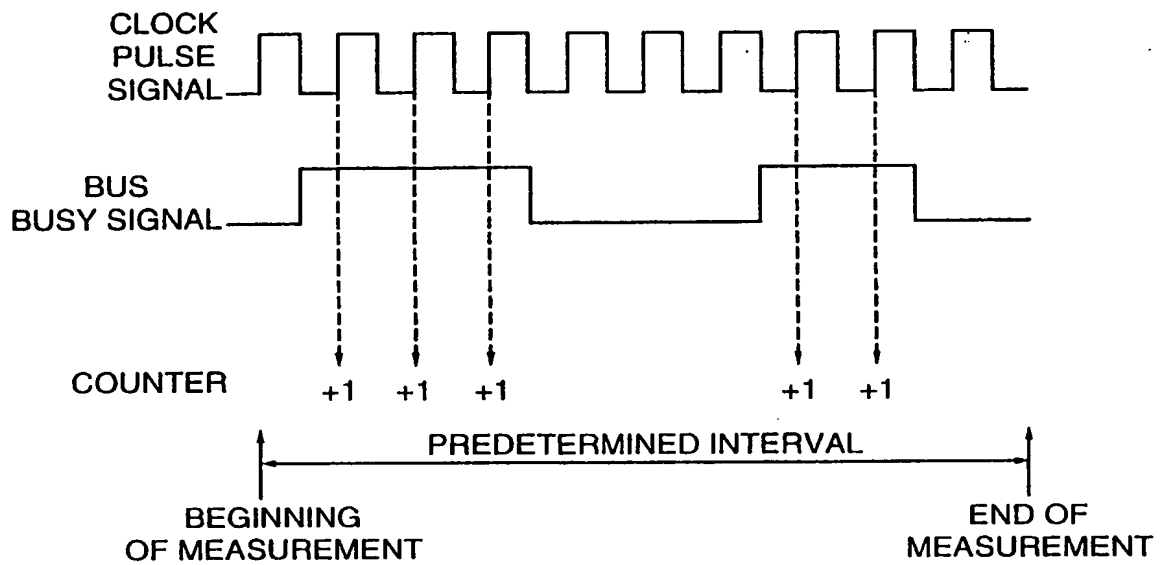 CLOCK
PULSE
SIGNAL
BUS
BUSY SIGNAL
COUNTER
+1 +1 +1 +1 +1
PREDETERMINED INTERVAL
BEGINNING
OF MEASUREMENT
END OF
MEASUREMENT